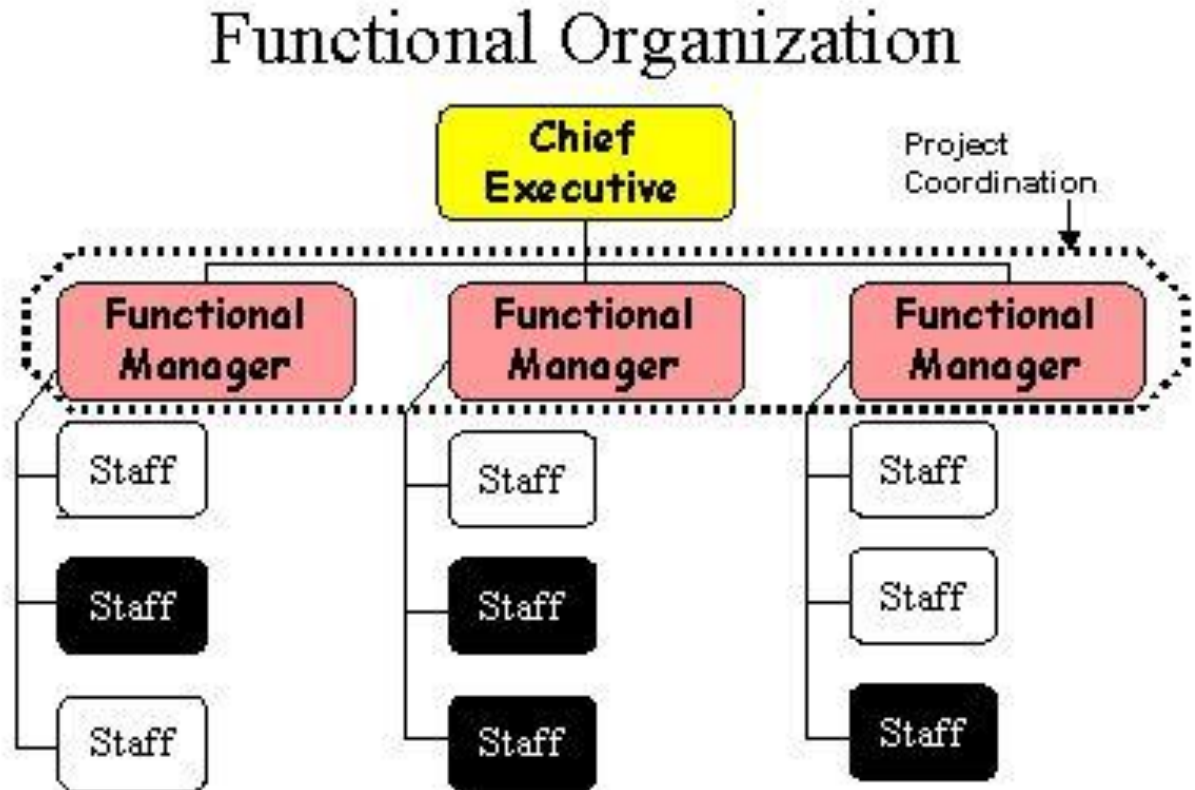 Functional Organization
Chief
Executive
Project
Coordination
Functional
Manager
Functional
Manager
Functional
Manager
Staff
Staff
Staff
Staff
Staff
Staff
Staff
Staff
Staff